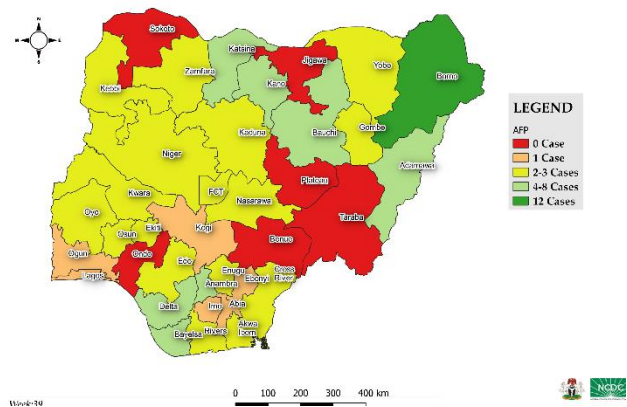 N
W
E
S
Sokoto
Katsina
Jigawa
Yobe
Borno
Kebbi
Zamfara
Kano
Bauchi
Gombe
Kaduna
Adamawa
Niger
Plateau
FCT
Kwara
Nasarawa
Taraba
Oyo
Osun
Ekiti
Kogi
Benue
Ogun
Ondo
Edo
Enugu
Ebonyi
Cross
River
Lagos
Anambra
Delta
Imo
Abia
Bayelsa
Rivers
Akwa
Ibom
LEGEND
AFP
0 Case
1 Case
2-3 Cases
4-8 Cases
12 Cases
Week:39
0 100 200 300 400 km
NCDC